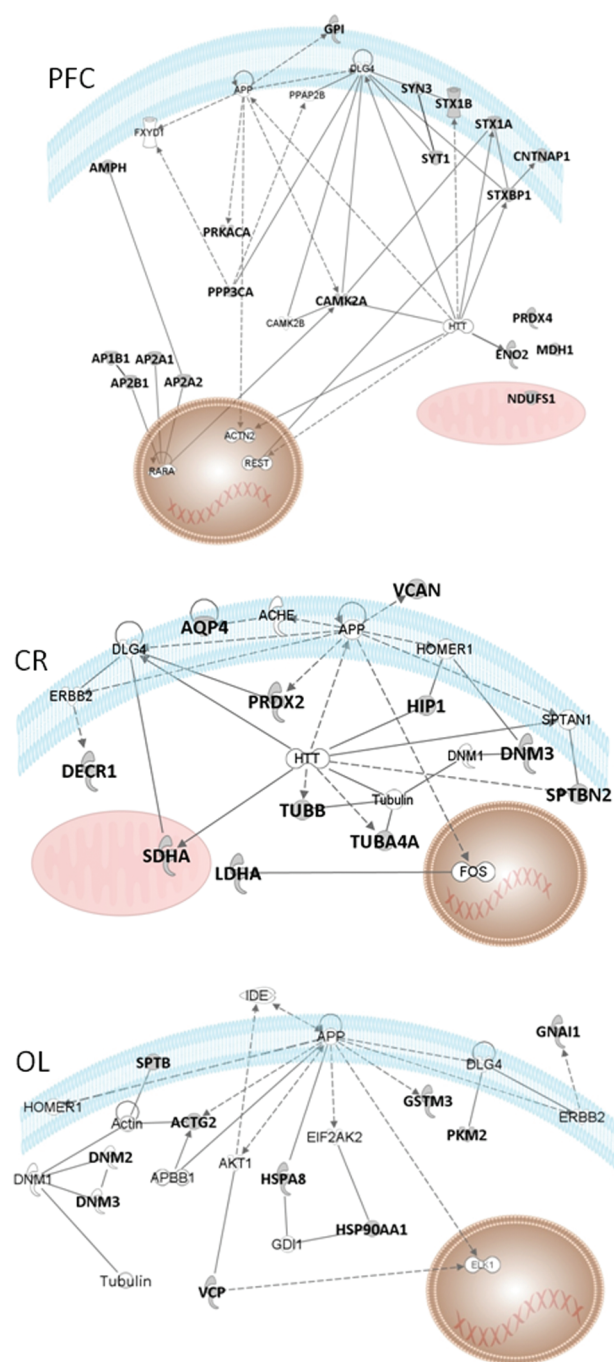 PFC
GPI
APP
DLG4
PPAP2B
SYN3
STX1B
FXYD1
STX1A
AMPH
SYT1
CNTNAP1
STXBP1
PRKACA
PPP3CA
CAMK2A
CAMK2B
HTT
PRDX4
ENO2
MDH1
AP1B1
AP2A1
AP2B1
AP2A2
NDUFS1
ACTN2
RARA
REST
CR
VCAN
AQP4
ACHE
APP
DLG4
HOMER1
ERBB2
PRDX2
HIP1
SPTAN1
DECR1
HTT
DNM1
DNM3
SPTBN2
TUBB
Tubulin
TUBA4A
SDHA
LDHA
FOS
OL
IDE
APP
GNAI1
SPTB
DLG4
HOMER1
Actin
ACTG2
GSTM3
ERBB2
PKM2
EIF2AK2
DNM1
DNM2
APBB1
AKT1
HSPA8
DNM3
GDI1
HSP90AA1
Tubulin
VCP
ELK1